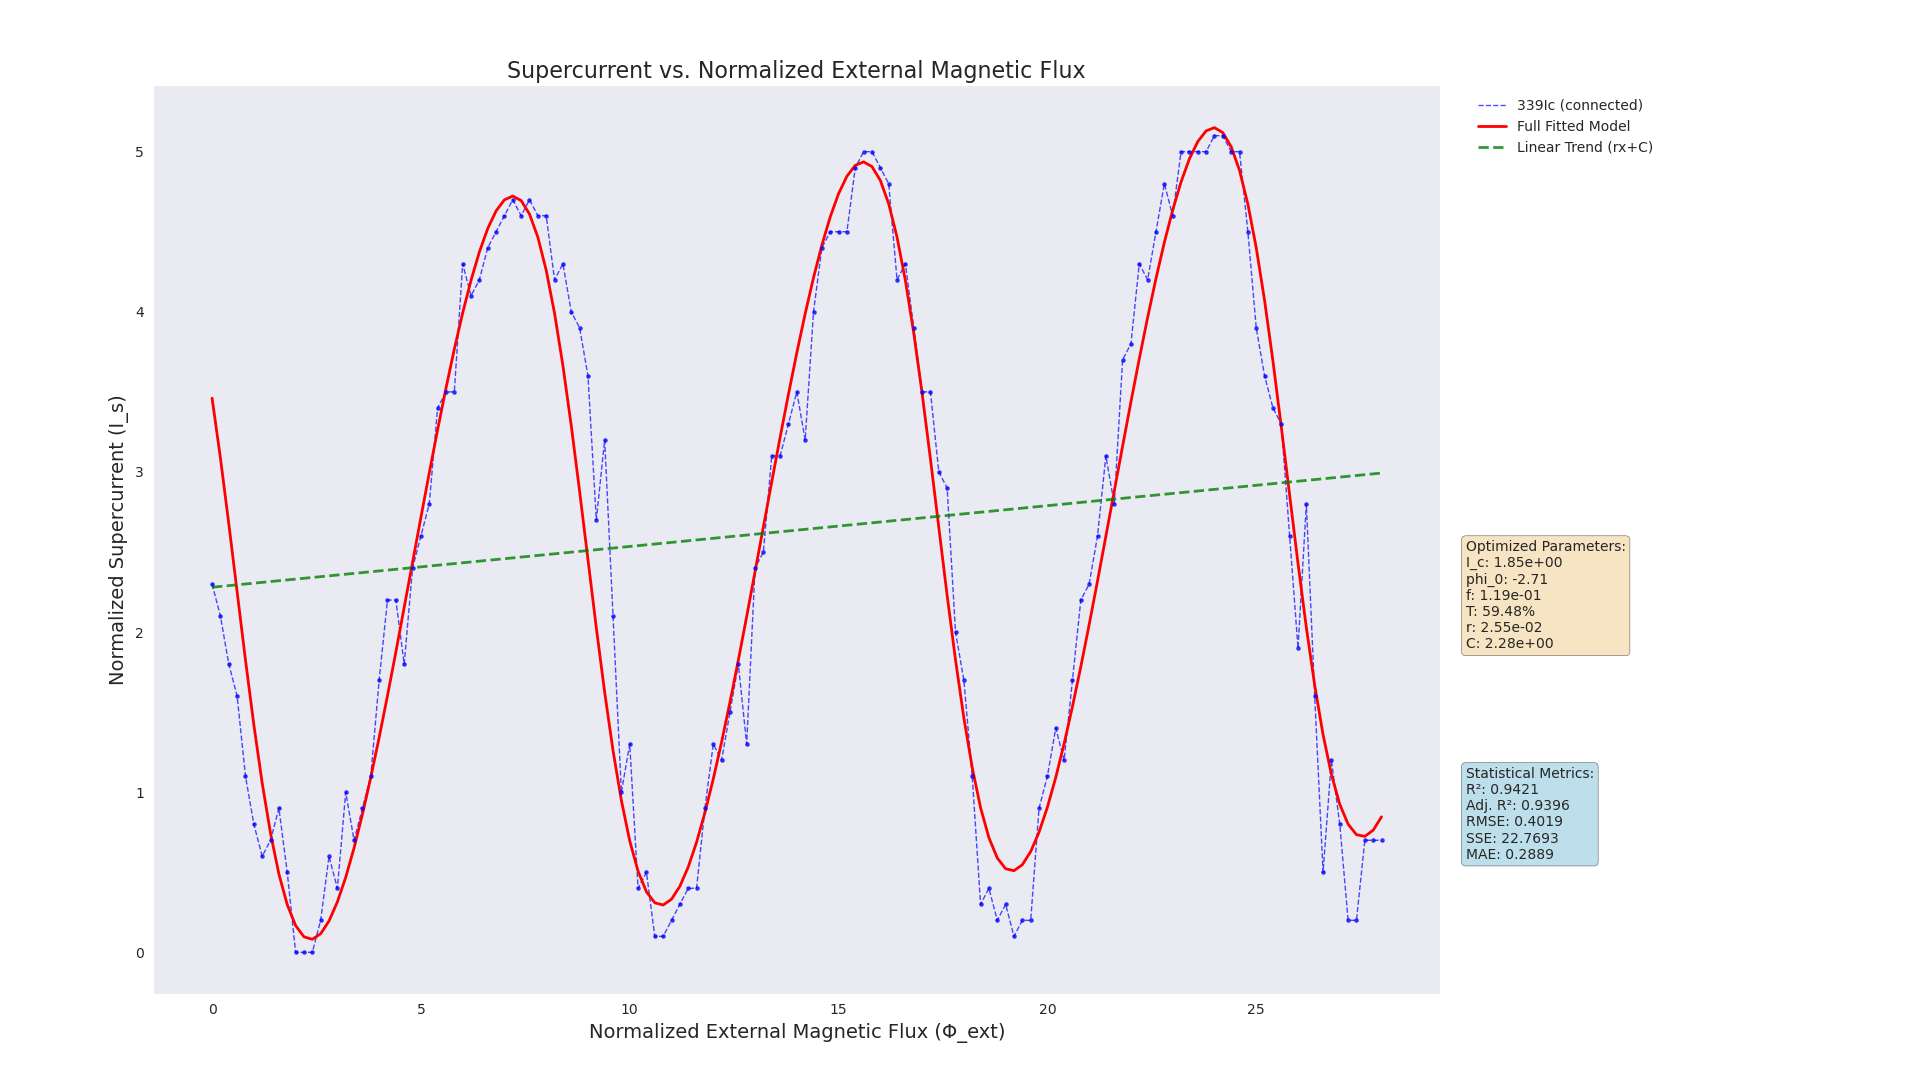 Supercurrent vs. Normalized External Magnetic Flux
339Ic (connected)
Full Fitted Model
Linear Trend (rx+C)
Normalized Supercurrent (I_s)
5
4
3
2
1
0
0 5 10 15 20 25
Normalized External Magnetic Flux (Φ_ext)
Optimized Parameters:
I_c: 1.85e+00
phi_0: -2.71
f: 1.19e-01
T: 59.48%
r: 2.55e-02
C: 2.28e+00
Statistical Metrics:
R²: 0.9421
Adj. R²: 0.9396
RMSE: 0.4019
SSE: 22.7693
MAE: 0.2889